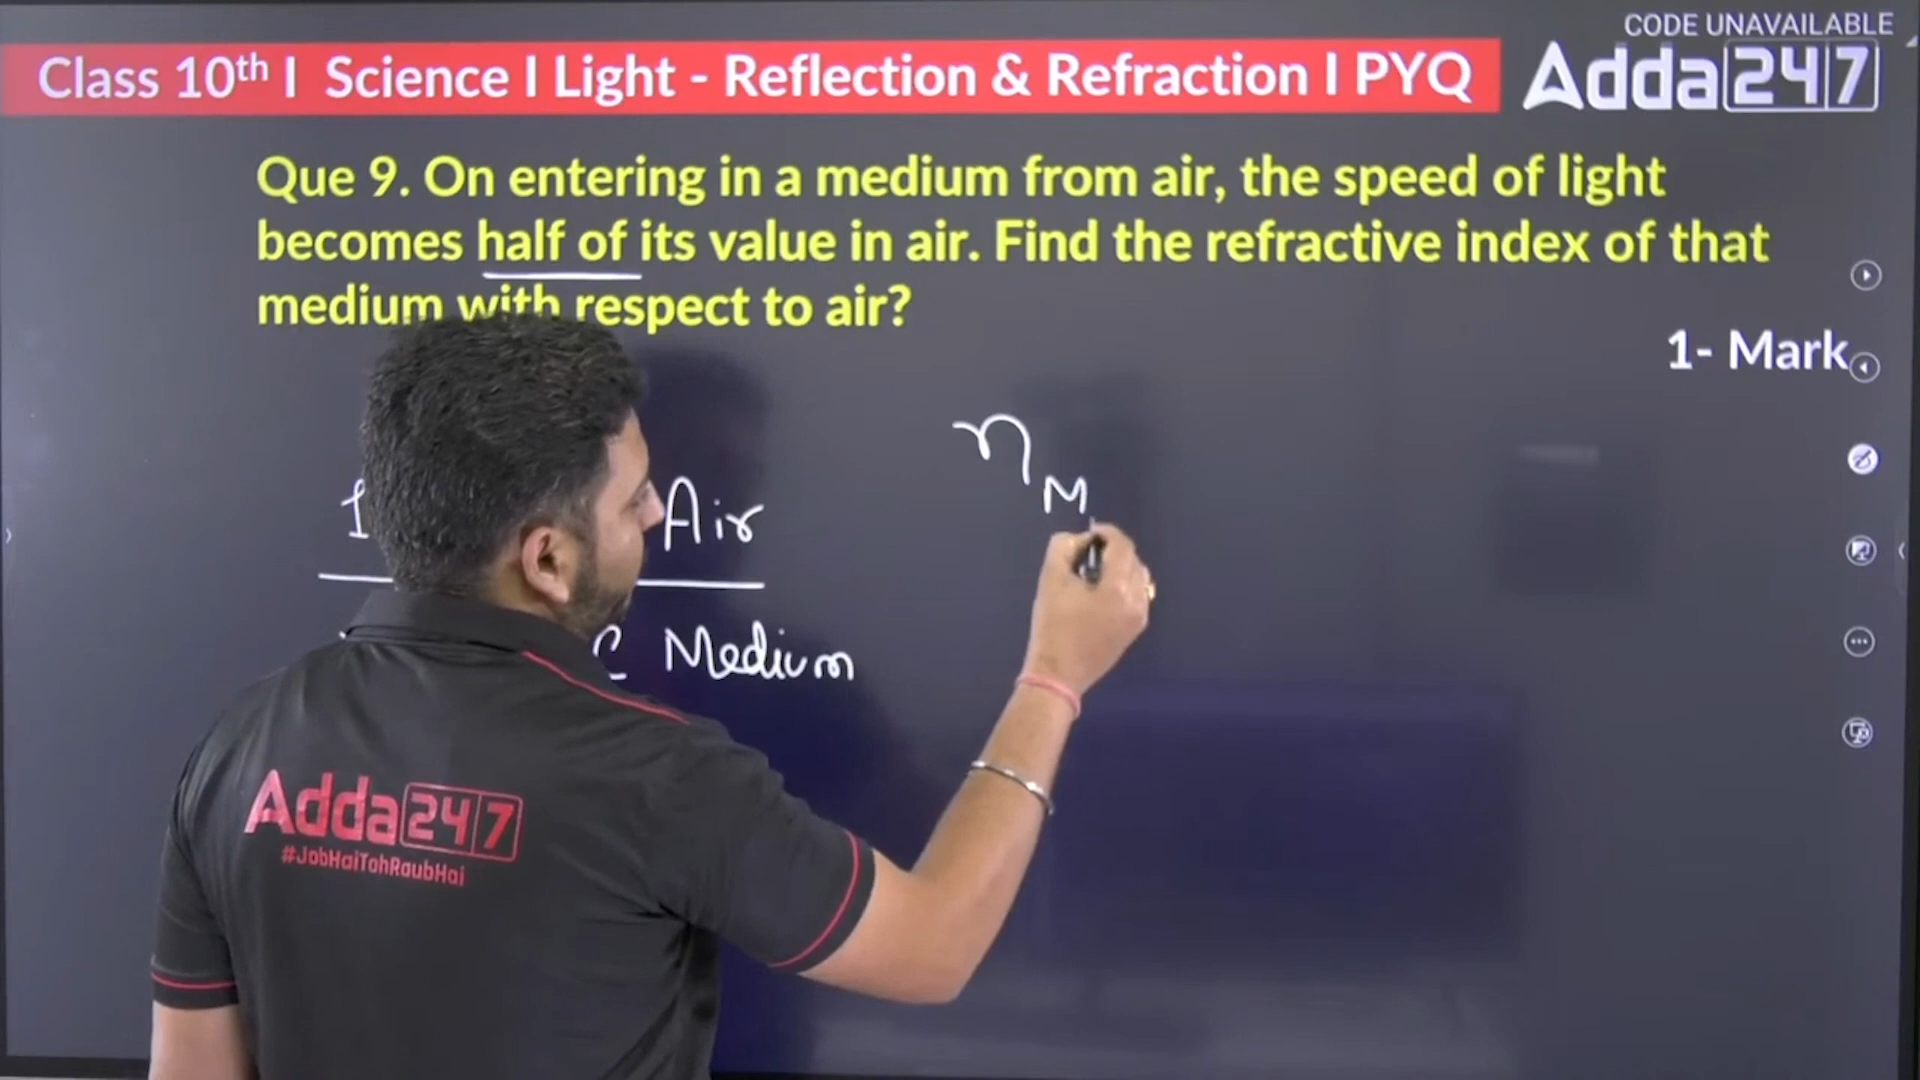 CODE UNAVAILABLE
Class 10th I Science I Light - Reflection & Refraction I PYQ
Adda247
Que 9. On entering in a medium from air, the speed of light
becomes half of its value in air. Find the refractive index of that
medium with respect to air?
1- Mark
η M
Air
Medium
Adda247
#JobHaiTohRaubHai